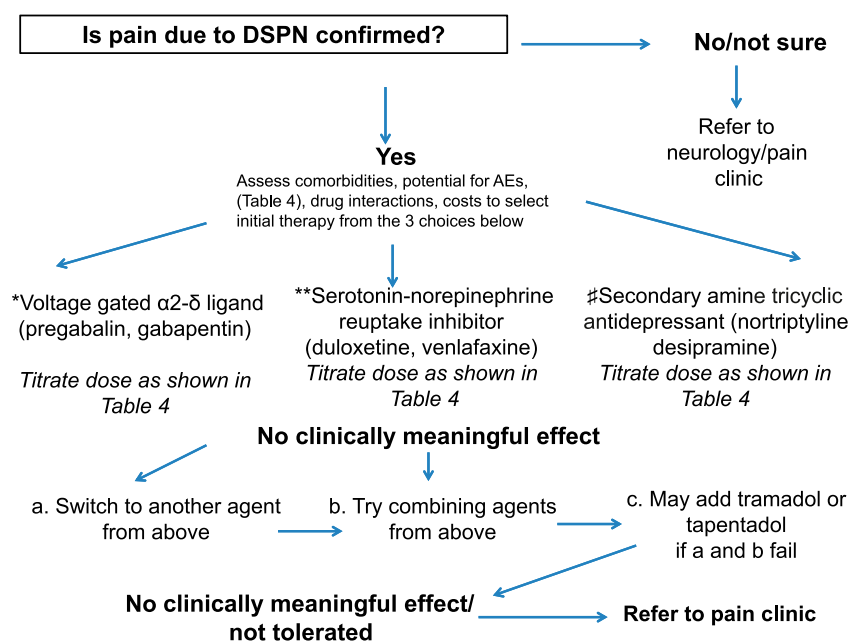 Is pain due to DSPN confirmed?
No/not sure
Refer to
neurology/pain
clinic
Yes
Assess comorbidities, potential for AEs,
(Table 4), drug interactions, costs to select
initial therapy from the 3 choices below
*Voltage gated α2-δ ligand
(pregabalin, gabapentin)
Titrate dose as shown in
Table 4
**Serotonin-norepinephrine
reuptake inhibitor
(duloxetine, venlafaxine)
Titrate dose as shown in
Table 4
♯Secondary amine tricyclic
antidepressant (nortriptyline
desipramine)
Titrate dose as shown in
Table 4
No clinically meaningful effect
a. Switch to another agent
from above
b. Try combining agents
from above
c. May add tramadol or
tapentadol
if a and b fail
No clinically meaningful effect/
not tolerated
Refer to pain clinic